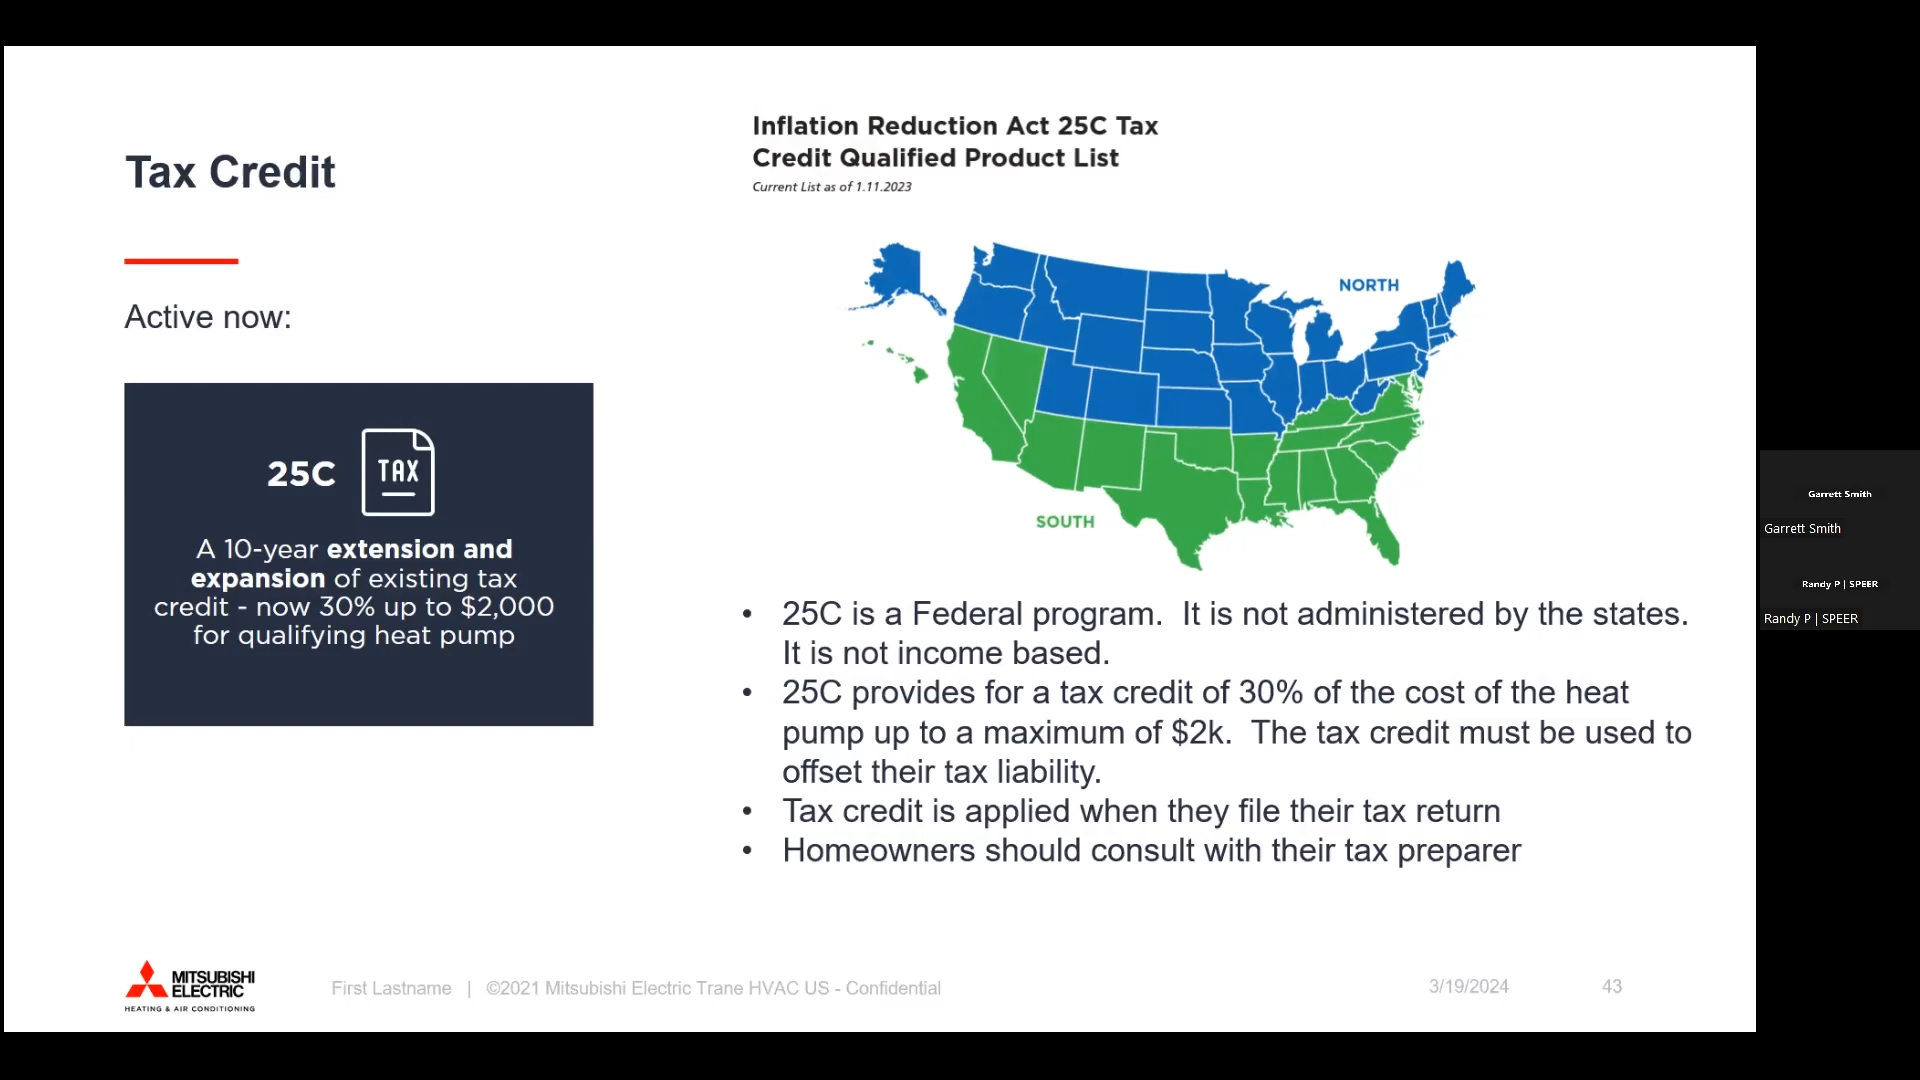 Tax Credit
Active now:
25C
TAX
A 10-year extension and
expansion of existing tax
credit - now 30% up to $2,000
for qualifying heat pump
Inflation Reduction Act 25C Tax
Credit Qualified Product List
Current List as of 1.11.2023
NORTH
SOUTH
• 25C is a Federal program.  It is not administered by the states.
It is not income based.
• 25C provides for a tax credit of 30% of the cost of the heat
pump up to a maximum of $2k.  The tax credit must be used to
offset their tax liability.
• Tax credit is applied when they file their tax return
• Homeowners should consult with their tax preparer
MITSUBISHI
ELECTRIC
HEATING & AIR CONDITIONING
First Lastname | ©2021 Mitsubishi Electric Trane HVAC US - Confidential
3/19/2024
43
Garrett Smith
Garrett Smith
Randy P | SPEER
Randy P | SPEER